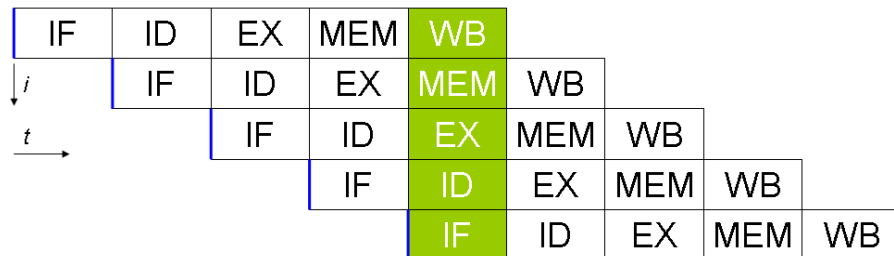 IF ID EX MEM WB
i IF ID EX MEM WB
t IF ID EX MEM WB
IF ID EX MEM WB
IF ID EX MEM WB